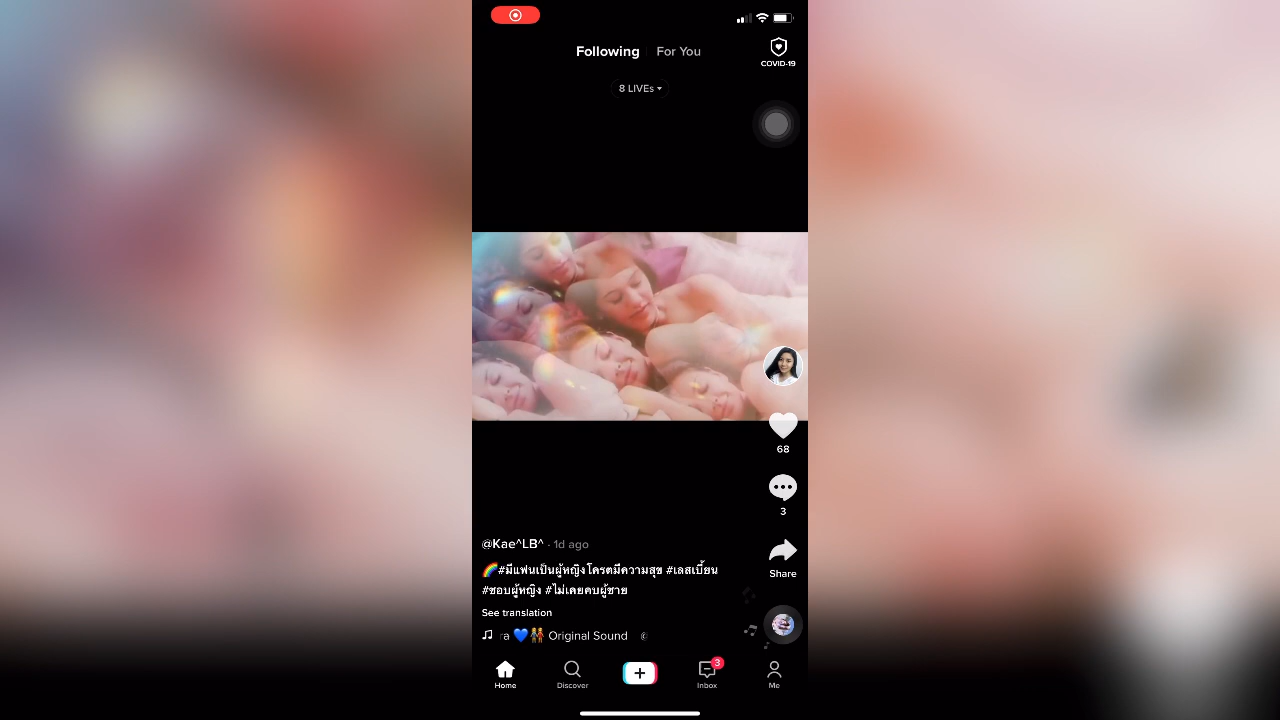 Following For You
COVID-19
8 LIVEs
68
3
@Kae^LB^ · 1d ago
🌈#มีแฟนเป็นผู้หญิงโครตมีความสุข #เลสเบี้ยน
#ชอบผู้หญิง #ไม่เคยคบผู้ชาย
Share
See translation
ra 💙👭 Original Sound
Home Discover Inbox 3 Me